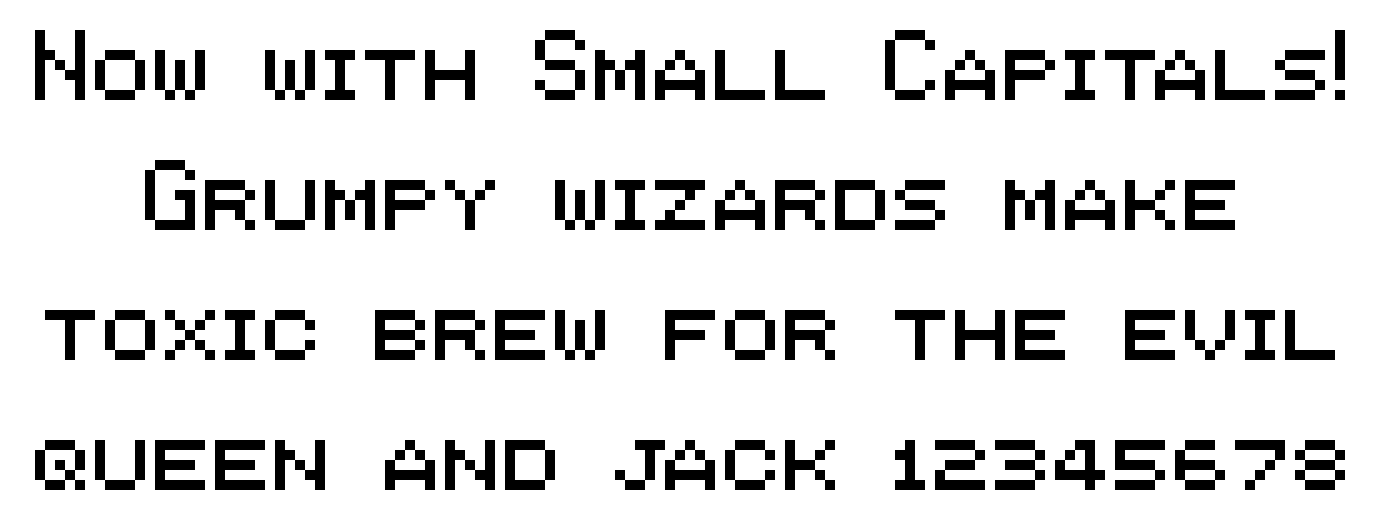 Now with Small Capitals!
Grumpy wizards make
toxic brew for the evil
queen and jack 12345678